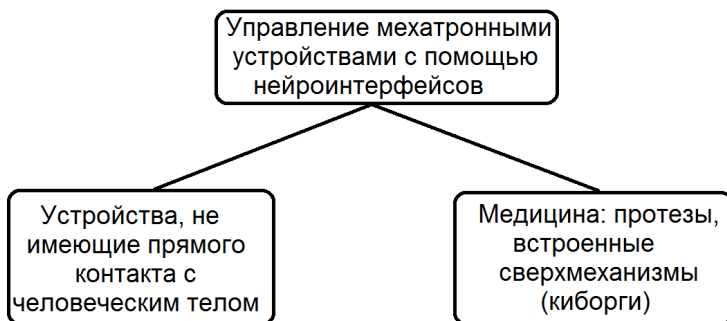 Управление мехатронными
устройствами с помощью
нейроинтерфейсов
Устройства, не
имеющие прямого
контакта с
человеческим телом
Медицина: протезы,
встроенные
сверхмеханизмы
(киборги)